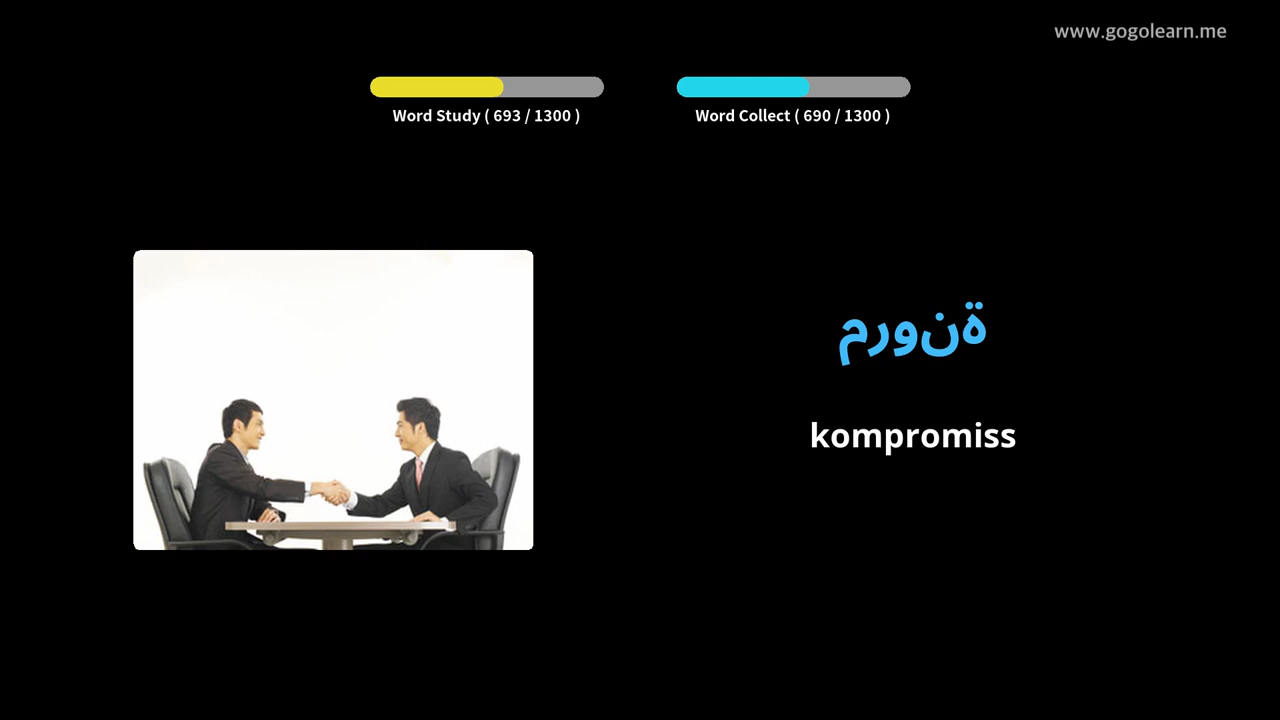 www.gogolearn.me
Word Study ( 693 / 1300 )
Word Collect ( 690 / 1300 )
مرونة
kompromiss